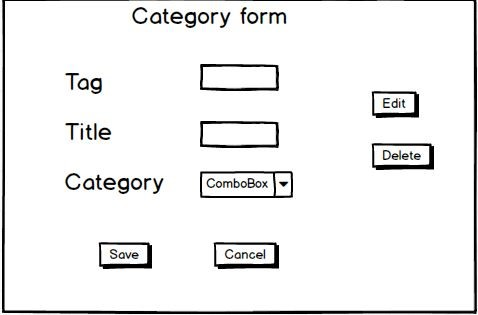 Category form
Tag
Edit
Title
Delete
Category
ComboBox
Save
Cancel